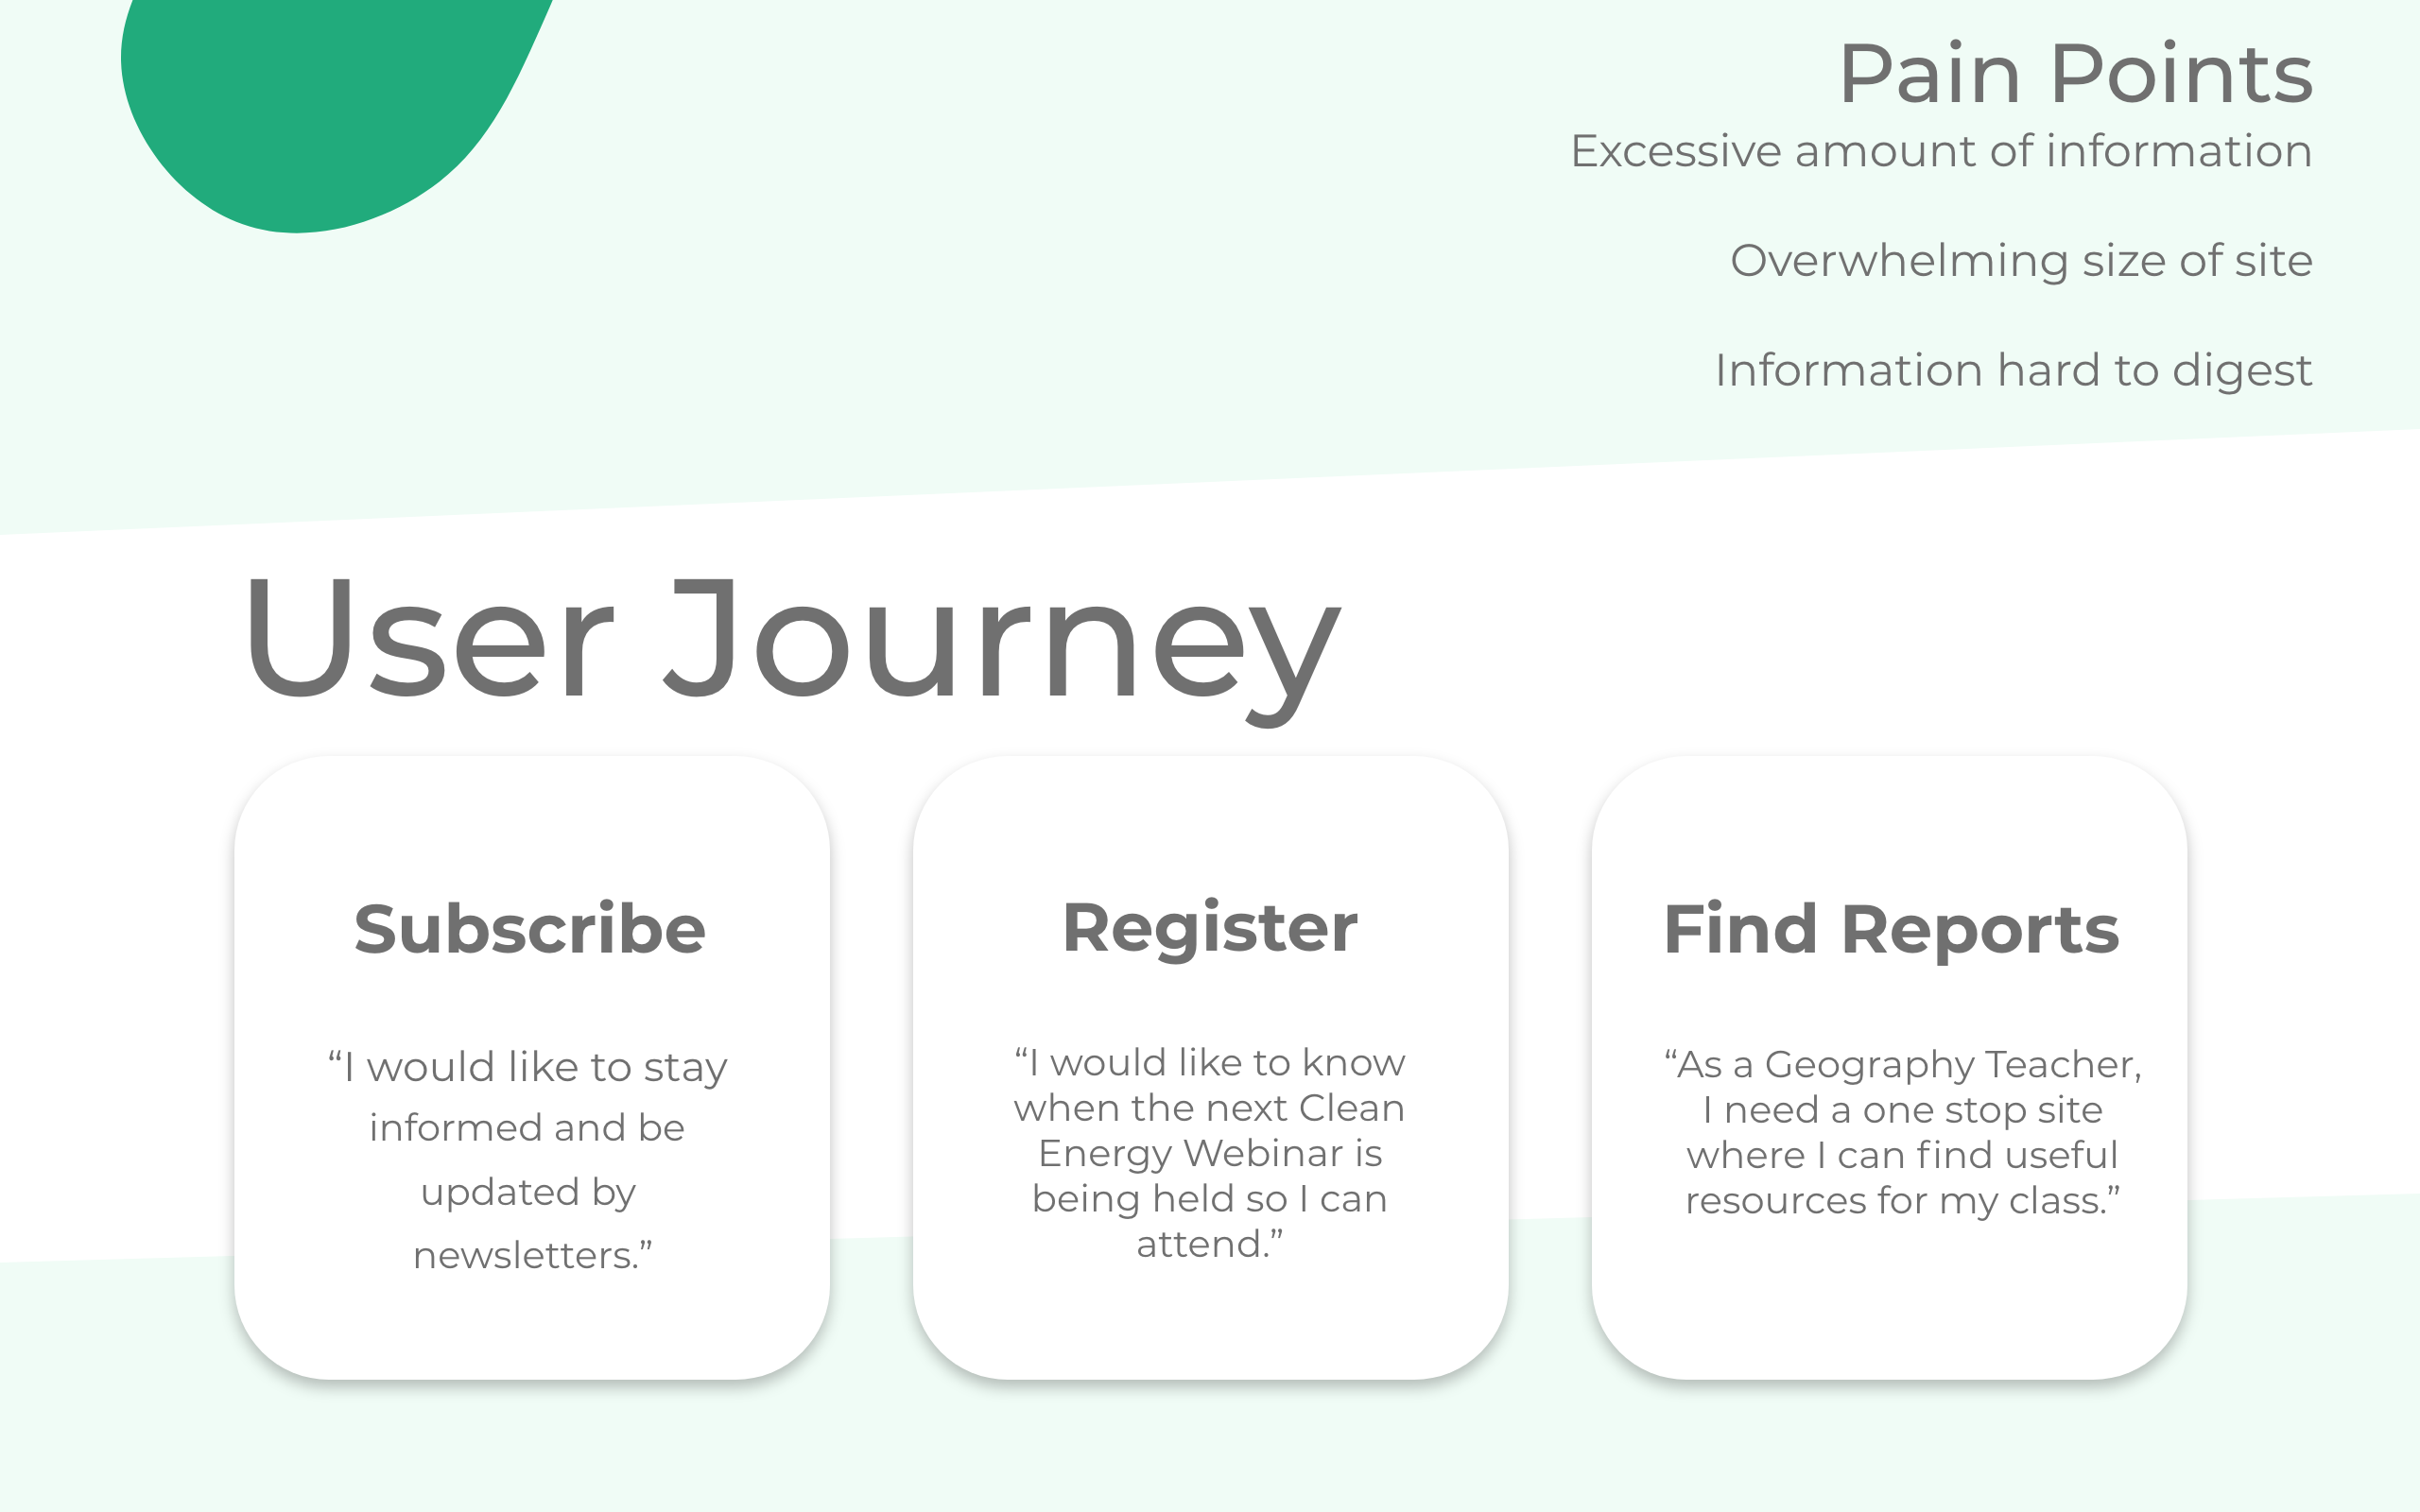 Pain Points
Excessive amount of information
Overwhelming size of site
Information hard to digest
User Journey
Subscribe
“I would like to stay
informed and be
updated by
newsletters.”
Register
“I would like to know
when the next Clean
Energy Webinar is
being held so I can
attend.”
Find Reports
“As a Geography Teacher,
I need a one stop site
where I can find useful
resources for my class.”